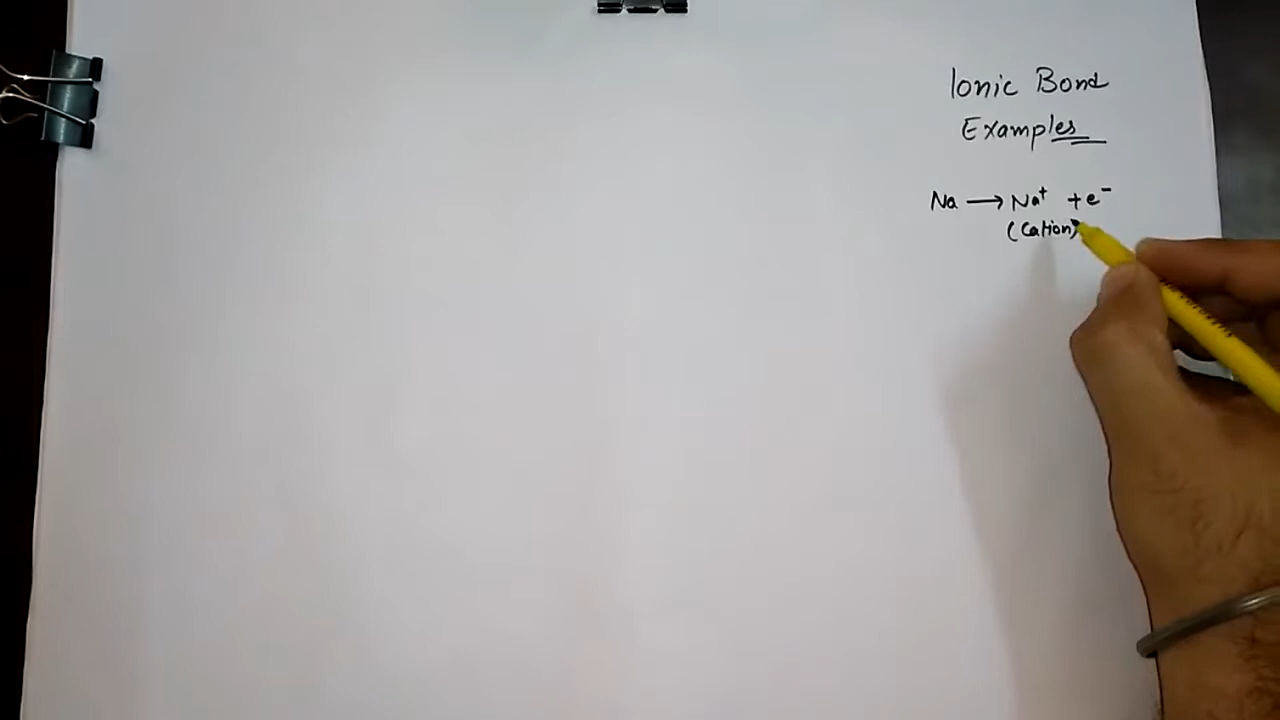 Ionic Bond
Examples
Na ⟶ Na⁺ + e⁻
(Cation)